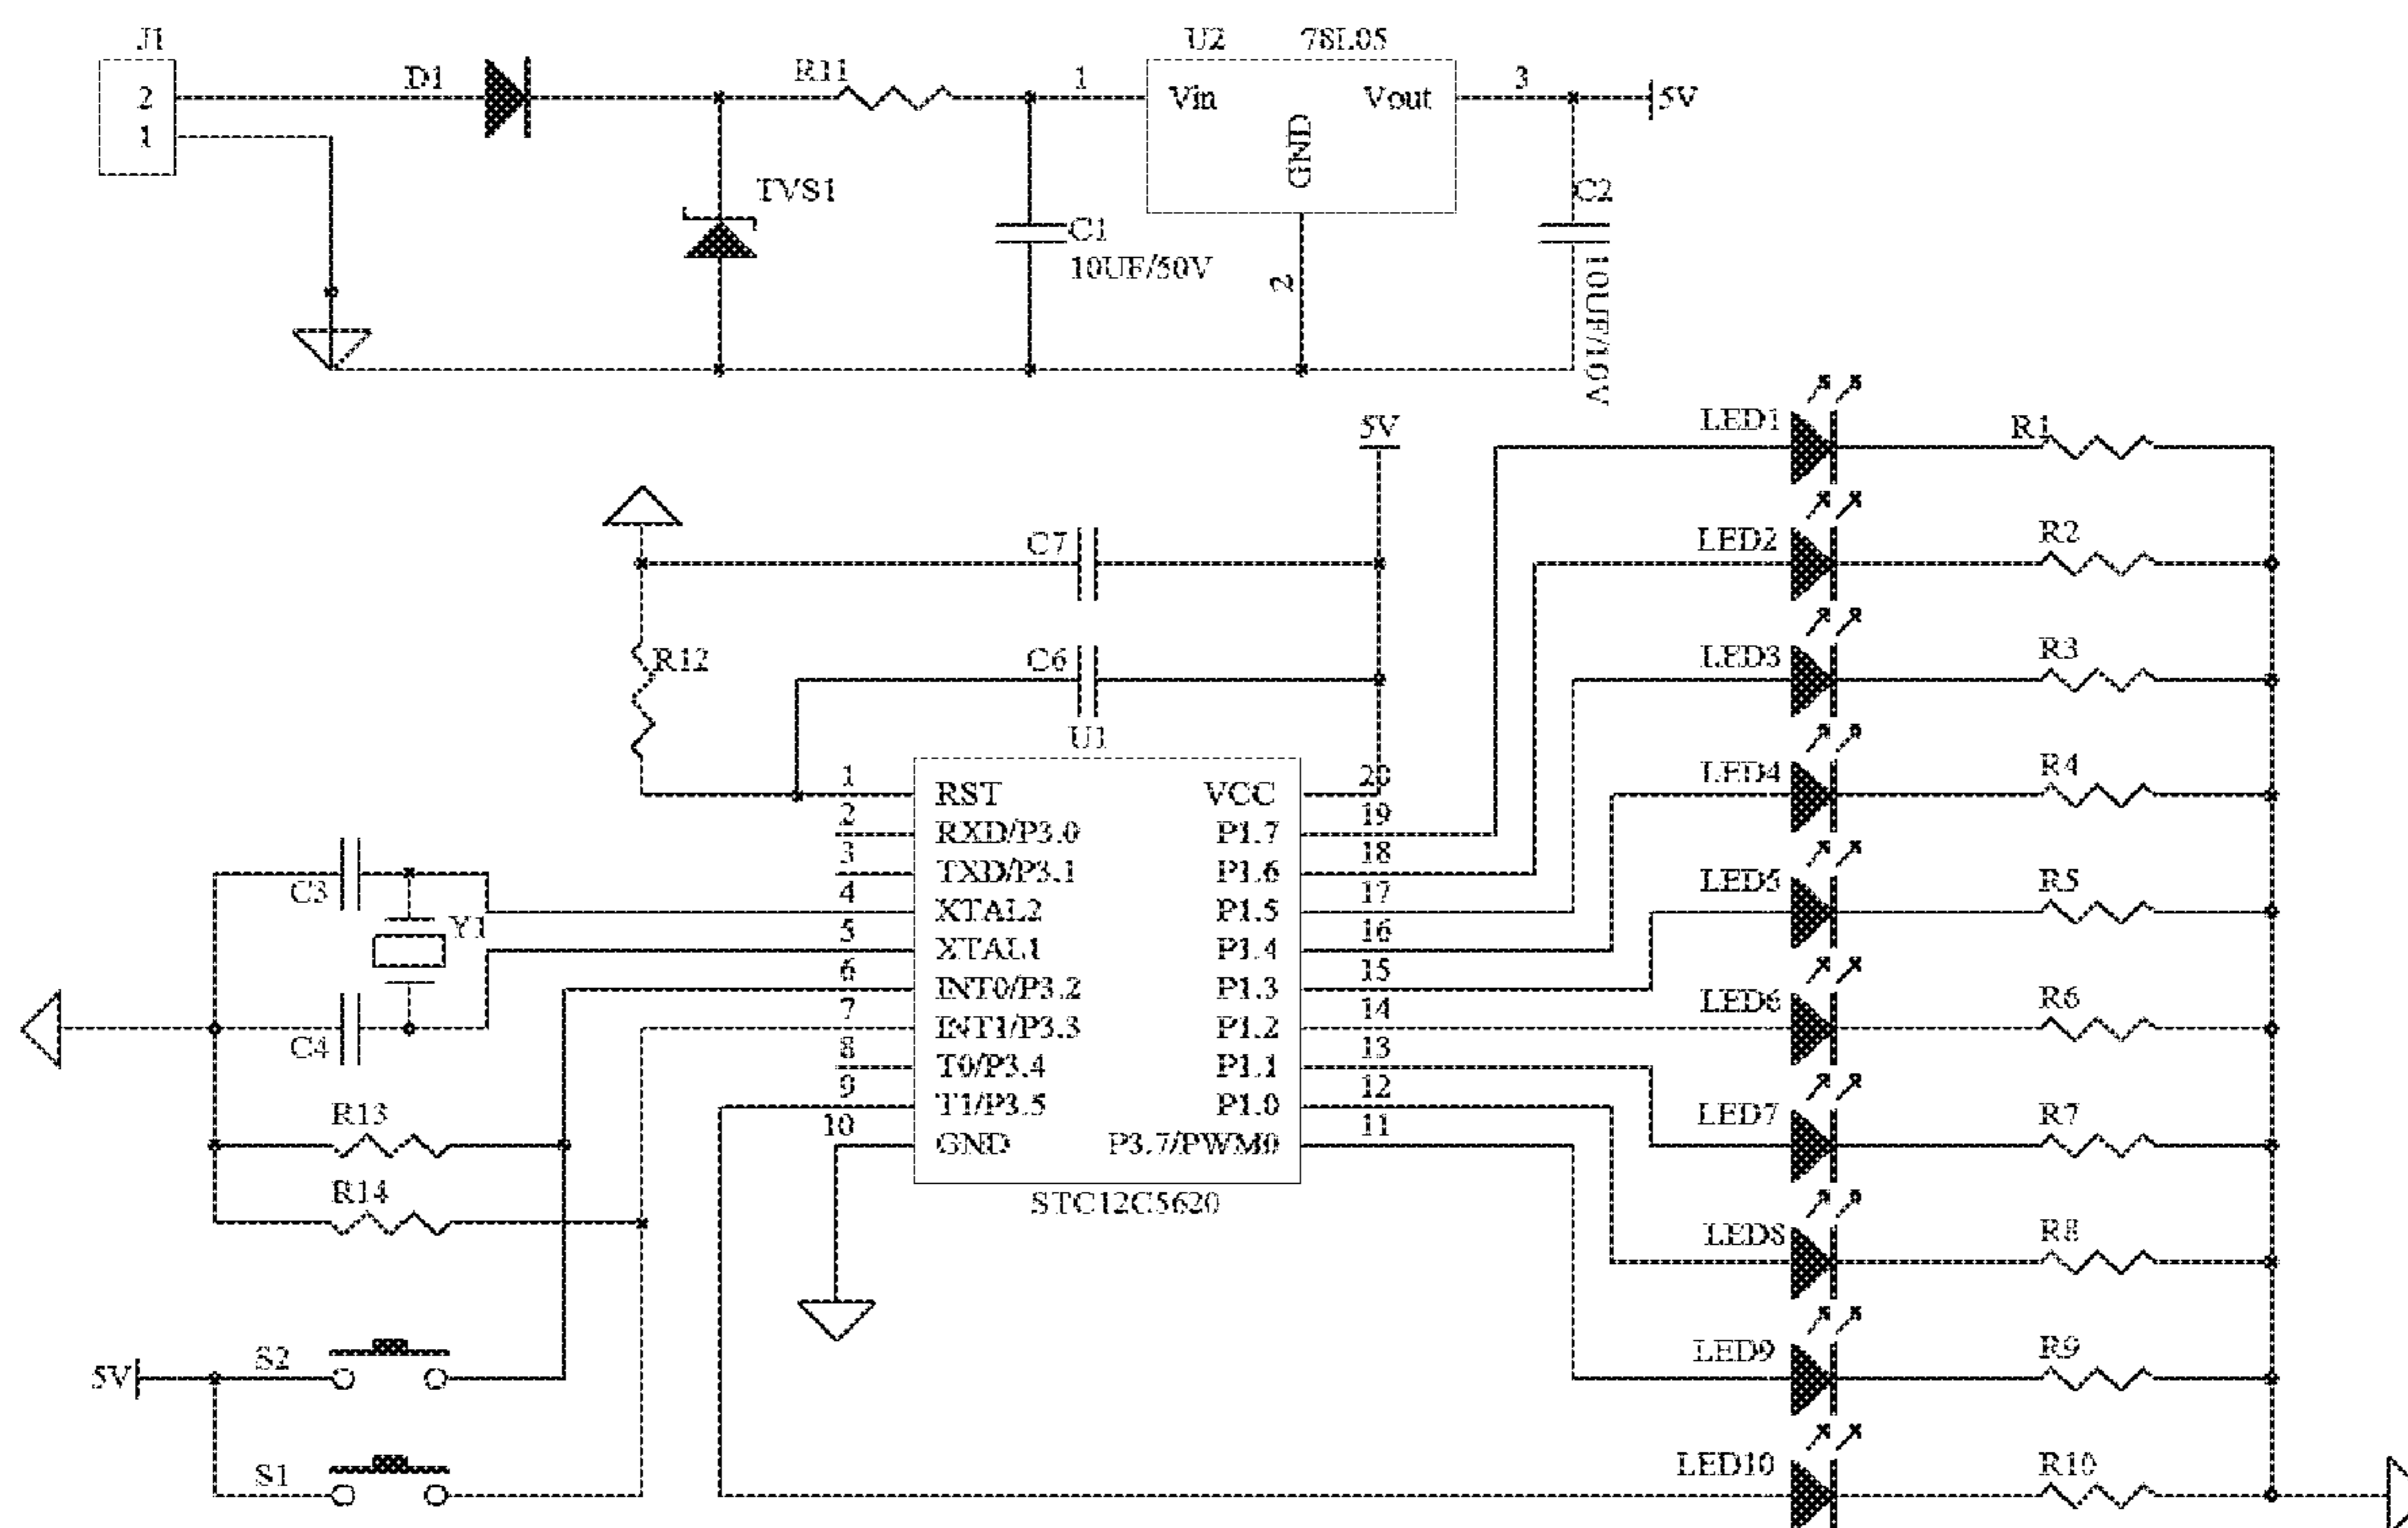 J1
U2 78L05
D1
R11
2
1
1
Vin
Vout
3
5V
GND
TVS1
C2
C1
10UF/50V
2
10UF/16V
LED1
R1
5V
LED2
R2
C7
LED3
R3
R12
C6
U1
LED4
R4
1 RST VCC 20
2 RXD/P3.0 P1.7 19
3 TXD/P3.1 P1.6 18
4 XTAL2 P1.5 17
5 XTAL1 P1.4 16
6 INT0/P3.2 P1.3 15
7 INT1/P3.3 P1.2 14
8 T0/P3.4 P1.1 13
9 T1/P3.5 P1.0 12
10 GND P3.7/PWM0 11
STC12C5620
C3
Y1
C4
LED5
R5
LED6
R6
R13
LED7
R7
R14
LED8
R8
5V
S2
LED9
R9
S1
LED10
R10